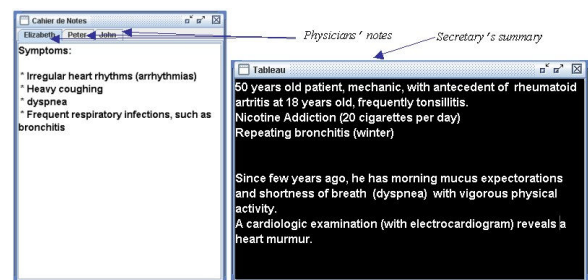 Cahier de Notes
Elizabeth Peter John
Symptoms:
* Irregular heart rhythms (arrhythmias)
* Heavy coughing
* dyspnea
* Frequent respiratory infections, such as
bronchitis
Physicians' notes
Secretary's summary
Tableau
50 years old patient, mechanic, with antecedent of rheumatoid
artritis at 18 years old, frequently tonsillitis.
Nicotine Addiction (20 cigarettes per day)
Repeating bronchitis (winter)
Since few years ago, he has morning mucus expectorations
and shortness of breath (dyspnea) with vigorous physical
activity.
A cardiologic examination (with electrocardiogram) reveals a
heart murmur.